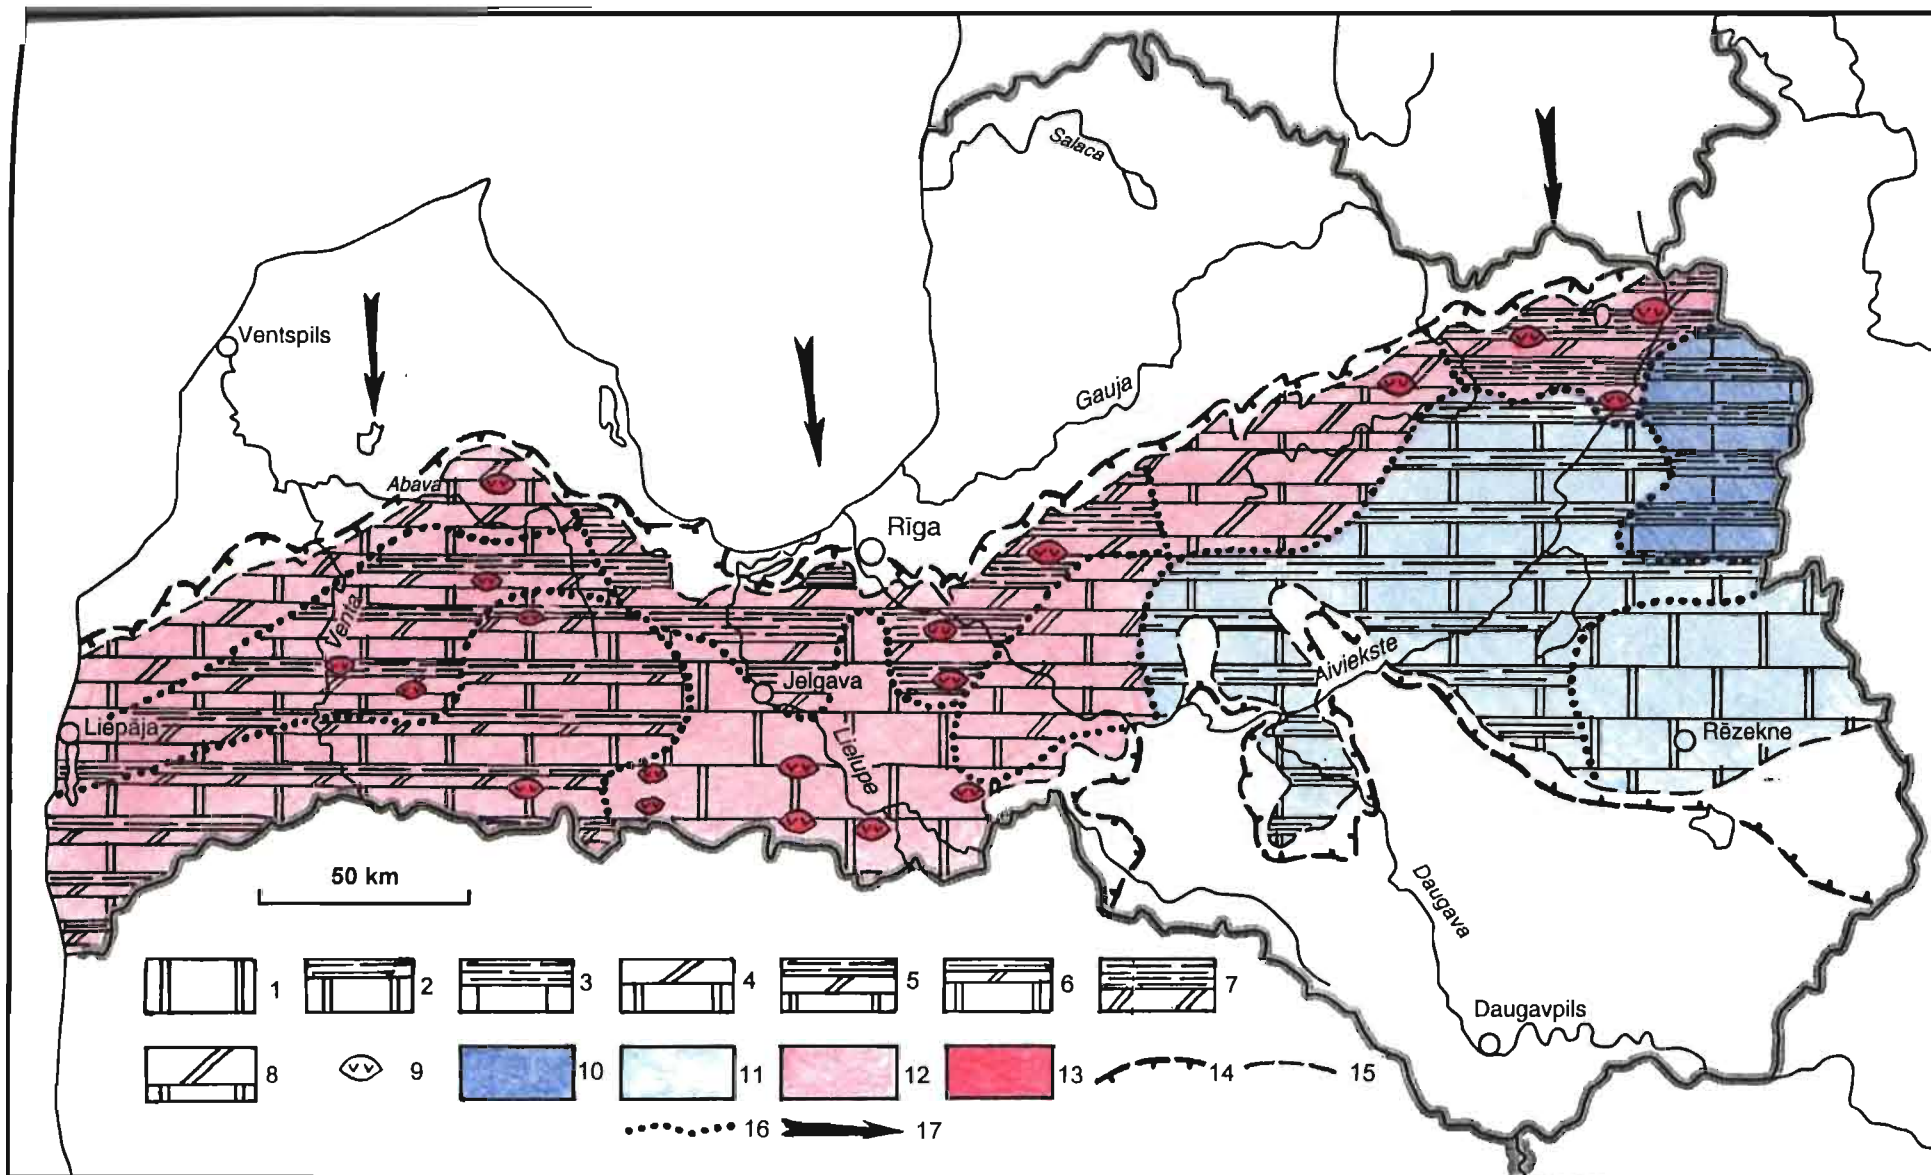 Salaca
Ventspils
Gauja
Abava
Rīga
Venta
Aiviekste
Jelgava
Liepāja
Lielupe
Rēzekne
50 km
Daugava
Daugavpils
1 2 3 4 5 6 7
8 9 10 11 12 13 14 15
16 17